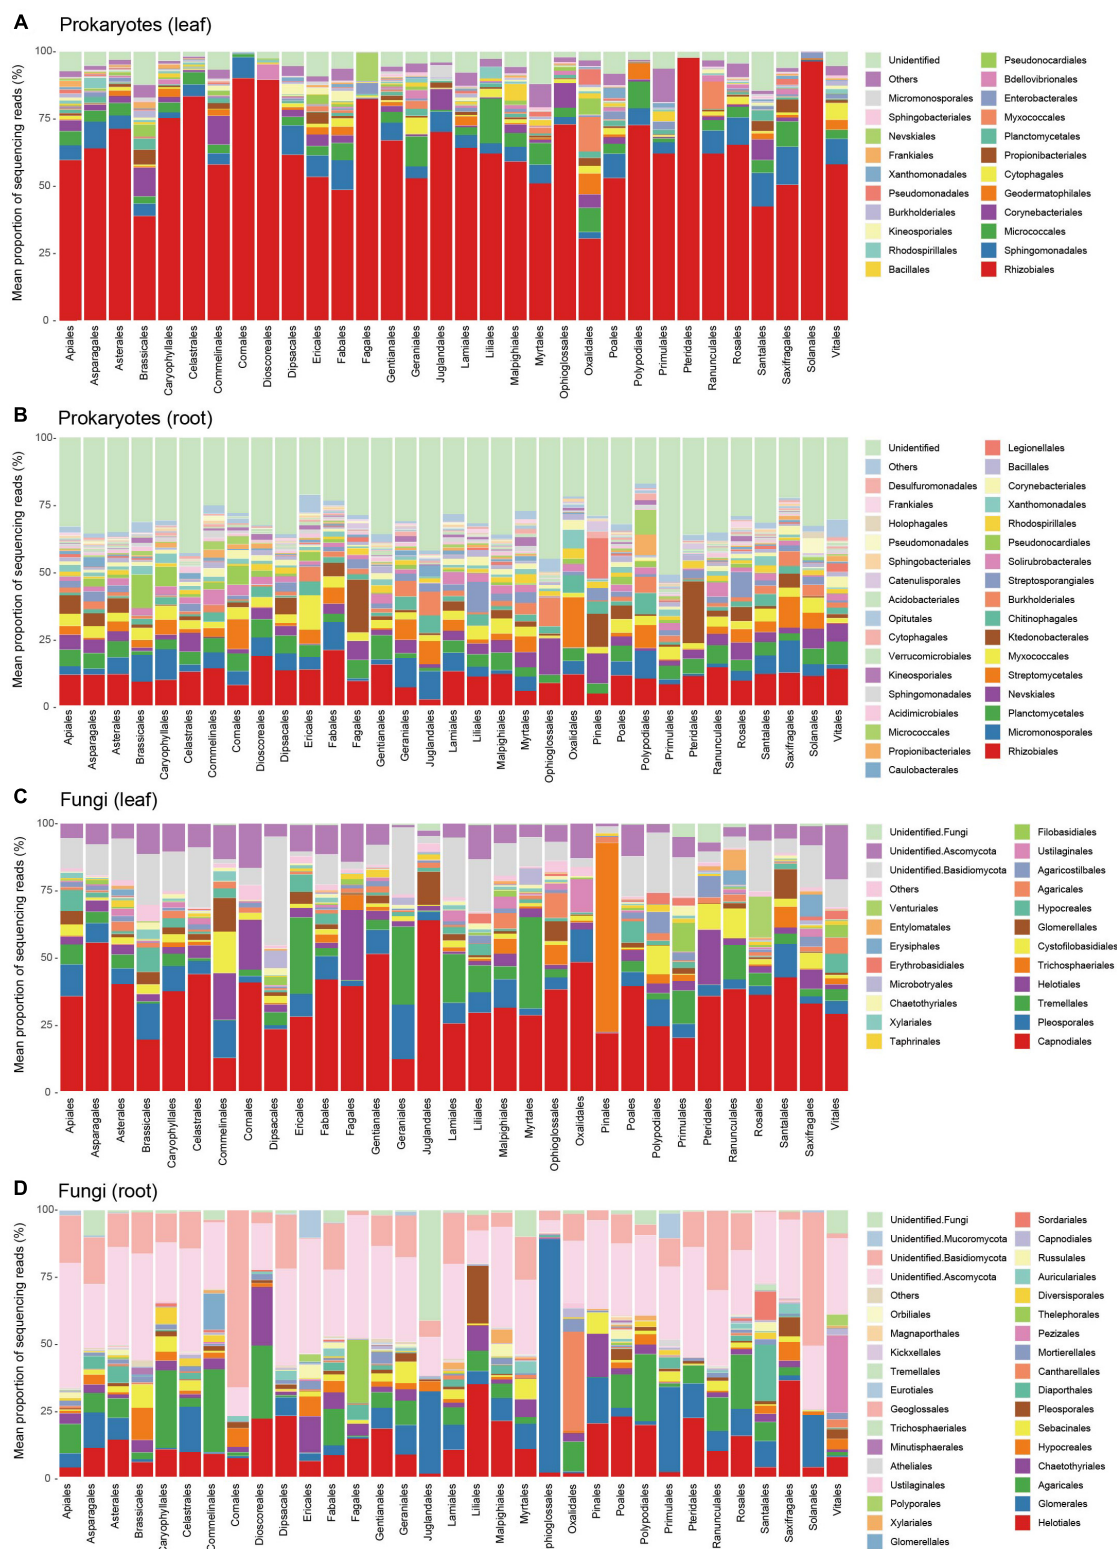 A Prokaryotes (leaf)
Mean proportion of sequencing reads (%)
100-
75-
50-
25-
0-
Apiales
Asparagales
Asterales
Brassicales
Caryophyllales
Celastrales
Commelinales
Cornales
Dioscoreales
Dipsacales
Ericales
Fabales
Fagales
Gentianales
Geraniales
Juglandales
Lamiales
Liliales
Malpighiales
Myrtales
Ophioglossales
Oxalidales
Poales
Polypodiales
Primulales
Pteridales
Ranunculales
Rosales
Santalales
Saxifragales
Solanales
Vitales
Unidentified
Others
Micromonosporales
Sphingobacteriales
Nevskiales
Frankiales
Xanthomonadales
Pseudomonadales
Burkholderiales
Kineosporiales
Rhodospirillales
Bacillales
Pseudonocardiales
Bdellovibrionales
Enterobacterales
Myxococcales
Planctomycetales
Propionibacteriales
Cytophagales
Geodermatophilales
Corynebacteriales
Micrococcales
Sphingomonadales
Rhizobiales
B Prokaryotes (root)
Mean proportion of sequencing reads (%)
100-
75-
50-
25-
0-
Apiales
Asparagales
Asterales
Brassicales
Caryophyllales
Celastrales
Commelinales
Cornales
Dioscoreales
Dipsacales
Ericales
Fabales
Fagales
Gentianales
Geraniales
Juglandales
Lamiales
Liliales
Malpighiales
Myrtales
Ophioglossales
Oxalidales
Pinales
Poales
Polypodiales
Primulales
Pteridales
Ranunculales
Rosales
Santalales
Saxifragales
Solanales
Vitales
Unidentified
Others
Desulfuromonadales
Frankiales
Holophagales
Pseudomonadales
Sphingobacteriales
Catenulisporales
Acidobacteriales
Opitutales
Cytophagales
Verrucomicrobiales
Kineosporiales
Sphingomonadales
Acidimicrobiales
Micrococcales
Propionibacteriales
Caulobacterales
Legionellales
Bacillales
Corynebacteriales
Xanthomonadales
Rhodospirillales
Pseudonocardiales
Solirubrobacterales
Streptosporangiales
Burkholderiales
Chitinophagales
Ktedonobacterales
Myxococcales
Streptomycetales
Nevskiales
Planctomycetales
Micromonosporales
Rhizobiales
C Fungi (leaf)
Mean proportion of sequencing reads (%)
100-
75-
50-
25-
0-
Apiales
Asparagales
Asterales
Brassicales
Caryophyllales
Celastrales
Commelinales
Cornales
Dipsacales
Ericales
Fabales
Fagales
Gentianales
Geraniales
Juglandales
Lamiales
Liliales
Malpighiales
Myrtales
Ophioglossales
Oxalidales
Pinales
Poales
Polypodiales
Primulales
Pteridales
Ranunculales
Rosales
Santalales
Saxifragales
Vitales
Unidentified.Fungi
Unidentified.Ascomycota
Unidentified.Basidiomycota
Others
Venturiales
Entylomatales
Erysiphales
Erythrobasidiales
Microbotryales
Chaetothyriales
Xylariales
Taphrinales
Filobasidiales
Ustilaginales
Agaricostilbales
Agaricales
Hypocreales
Glomerellales
Cystofilobasidiales
Trichosphaeriales
Helotiales
Tremellales
Pleosporales
Capnodiales
D Fungi (root)
Mean proportion of sequencing reads (%)
100-
75-
50-
25-
0-
Apiales
Asparagales
Asterales
Brassicales
Caryophyllales
Celastrales
Commelinales
Cornales
Dioscoreales
Dipsacales
Ericales
Fabales
Fagales
Gentianales
Geraniales
Juglandales
Lamiales
Liliales
Malpighiales
Myrtales
phioglossales
Oxalidales
Pinales
Poales
Polypodiales
Primulales
Pteridales
Ranunculales
Rosales
Santalales
Saxifragales
Solanales
Vitales
Unidentified.Fungi
Unidentified.Mucoromycota
Unidentified.Basidiomycota
Unidentified.Ascomycota
Others
Orbiliales
Magnaporthales
Kickxellales
Tremellales
Eurotiales
Geoglossales
Trichosphaeriales
Minutisphaerales
Atheliales
Ustilaginales
Polyporales
Xylariales
Glomerellales
Sordariales
Capnodiales
Russulales
Auriculariales
Diversisporales
Thelephorales
Pezizales
Mortierellales
Cantharellales
Diaporthales
Pleosporales
Sebacinales
Hypocreales
Chaetothyriales
Agaricales
Glomerales
Helotiales